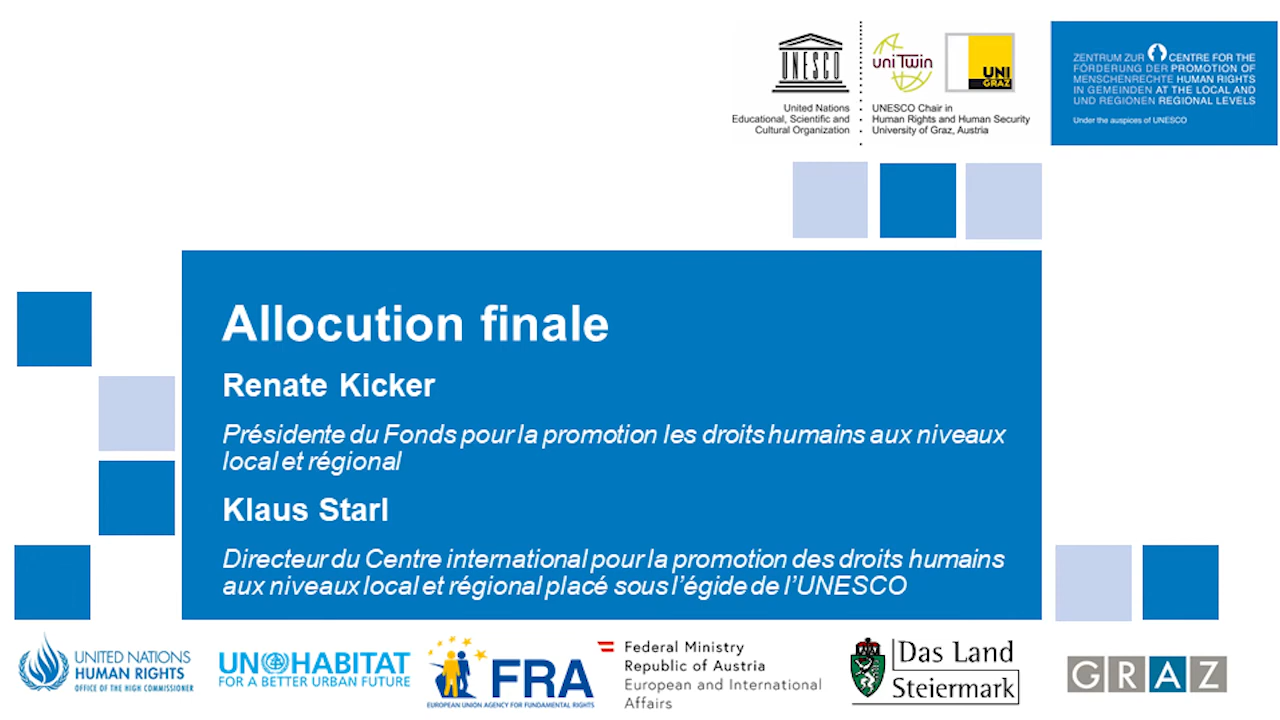 UNESCO
United Nations
Educational, Scientific and
Cultural Organization
uniTwin
UNI
GRAZ
UNESCO Chair in
Human Rights and Human Security
University of Graz, Austria
ZENTRUM ZUR CENTRE FOR THE
FÖRDERUNG DER PROMOTION OF
MENSCHENRECHTE HUMAN RIGHTS
IN GEMEINDEN AT THE LOCAL AND
UND REGIONEN REGIONAL LEVELS
Under the auspices of UNESCO
Allocution finale
Renate Kicker
Présidente du Fonds pour la promotion les droits humains aux niveaux
local et régional
Klaus Starl
Directeur du Centre international pour la promotion des droits humains
aux niveaux local et régional placé sous l’égide de l’UNESCO
UNITED NATIONS
HUMAN RIGHTS
OFFICE OF THE HIGH COMMISSIONER
UN HABITAT
FOR A BETTER URBAN FUTURE
FRA
EUROPEAN UNION AGENCY FOR FUNDAMENTAL RIGHTS
Federal Ministry
Republic of Austria
European and International
Affairs
Das Land
Steiermark
GRAZ